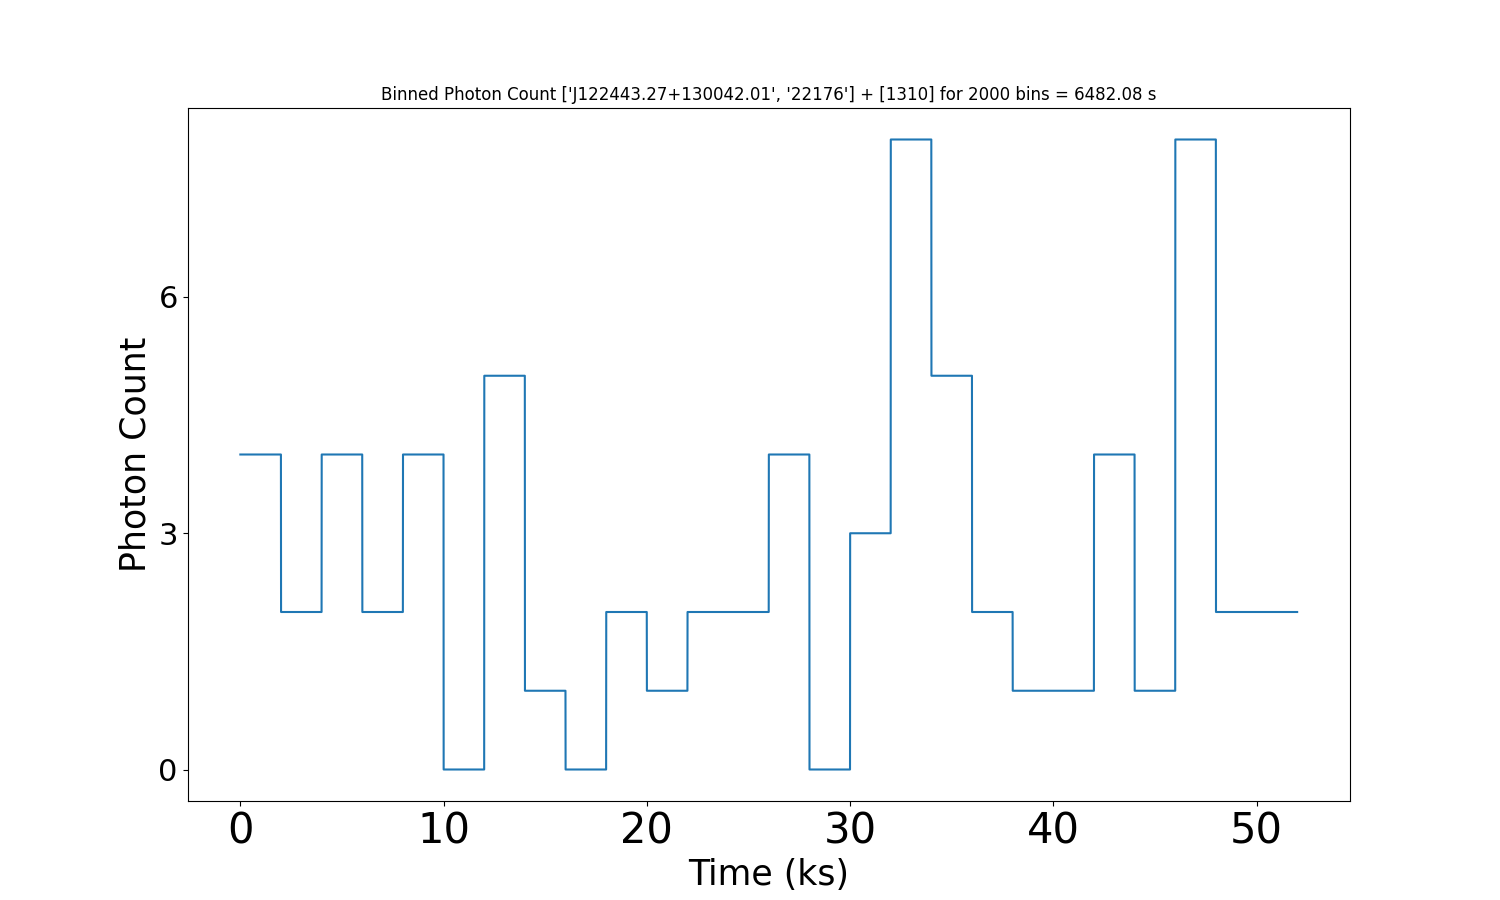 Binned Photon Count ['J122443.27+130042.01', '22176'] + [1310] for 2000 bins = 6482.08 s
Photon Count
6
3
0
0 10 20 30 40 50
Time (ks)